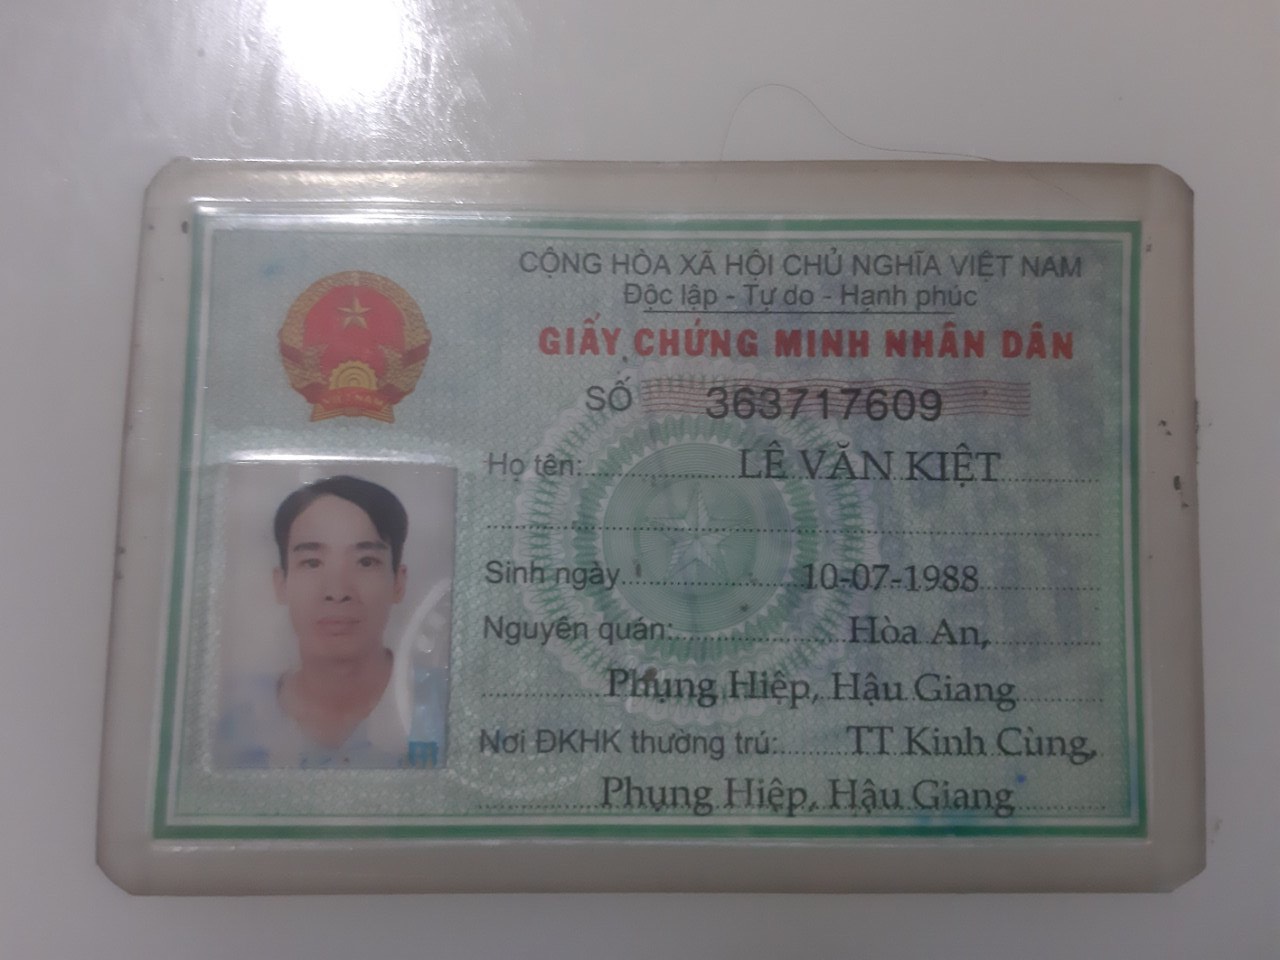 CỘNG HÒA XÃ HỘI CHỦ NGHĨA VIỆT NAM
Độc lập - Tự do - Hạnh phúc
GIẤY CHỨNG MINH NHÂN DÂN
SỐ 363717609
Họ tên: LÊ VĂN KIỆT
Sinh ngày 10-07-1988
Nguyên quán: Hòa An,
Phụng Hiệp, Hậu Giang
Nơi ĐKHK thường trú: TT Kinh Cùng,
Phụng Hiệp, Hậu Giang
VIỆT NAM